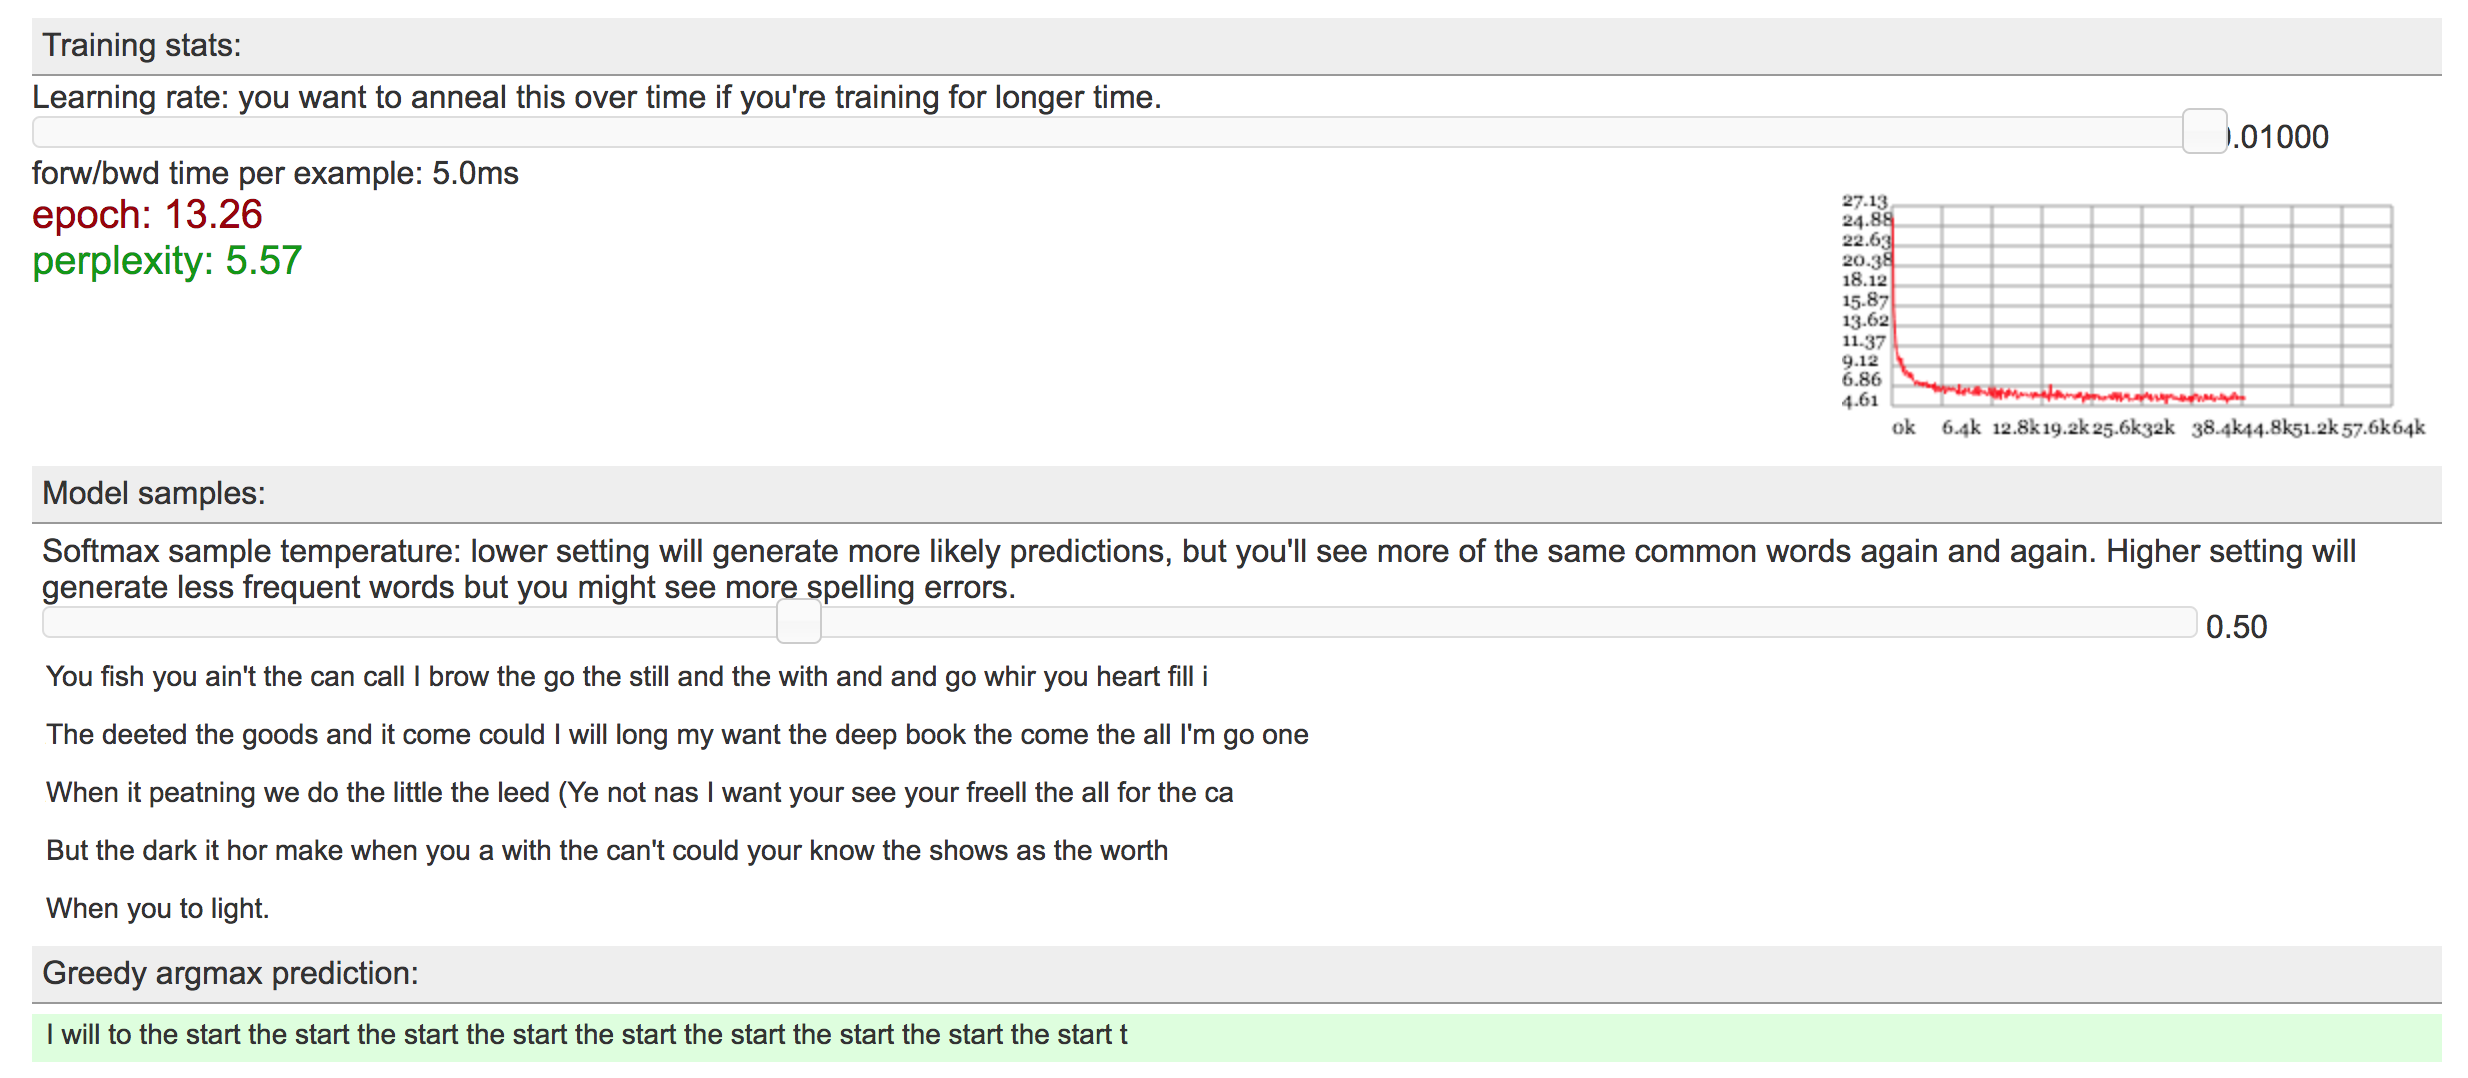 Training stats:
Learning rate: you want to anneal this over time if you're training for longer time.
.01000
forw/bwd time per example: 5.0ms
epoch: 13.26
perplexity: 5.57
27.13
24.88
22.63
20.38
18.12
15.87
13.62
11.37
9.12
6.86
4.61
0k 6.4k 12.8k 19.2k 25.6k 32k 38.4k 44.8k 51.2k 57.6k 64k
Model samples:
Softmax sample temperature: lower setting will generate more likely predictions, but you'll see more of the same common words again and again. Higher setting will
generate less frequent words but you might see more spelling errors.
0.50
You fish you ain't the can call I brow the go the still and the with and and go whir you heart fill i
The deeted the goods and it come could I will long my want the deep book the come the all I'm go one
When it peatning we do the little the leed (Ye not nas I want your see your freell the all for the ca
But the dark it hor make when you a with the can't could your know the shows as the worth
When you to light.
Greedy argmax prediction:
I will to the start the start the start the start the start the start the start the start the start t